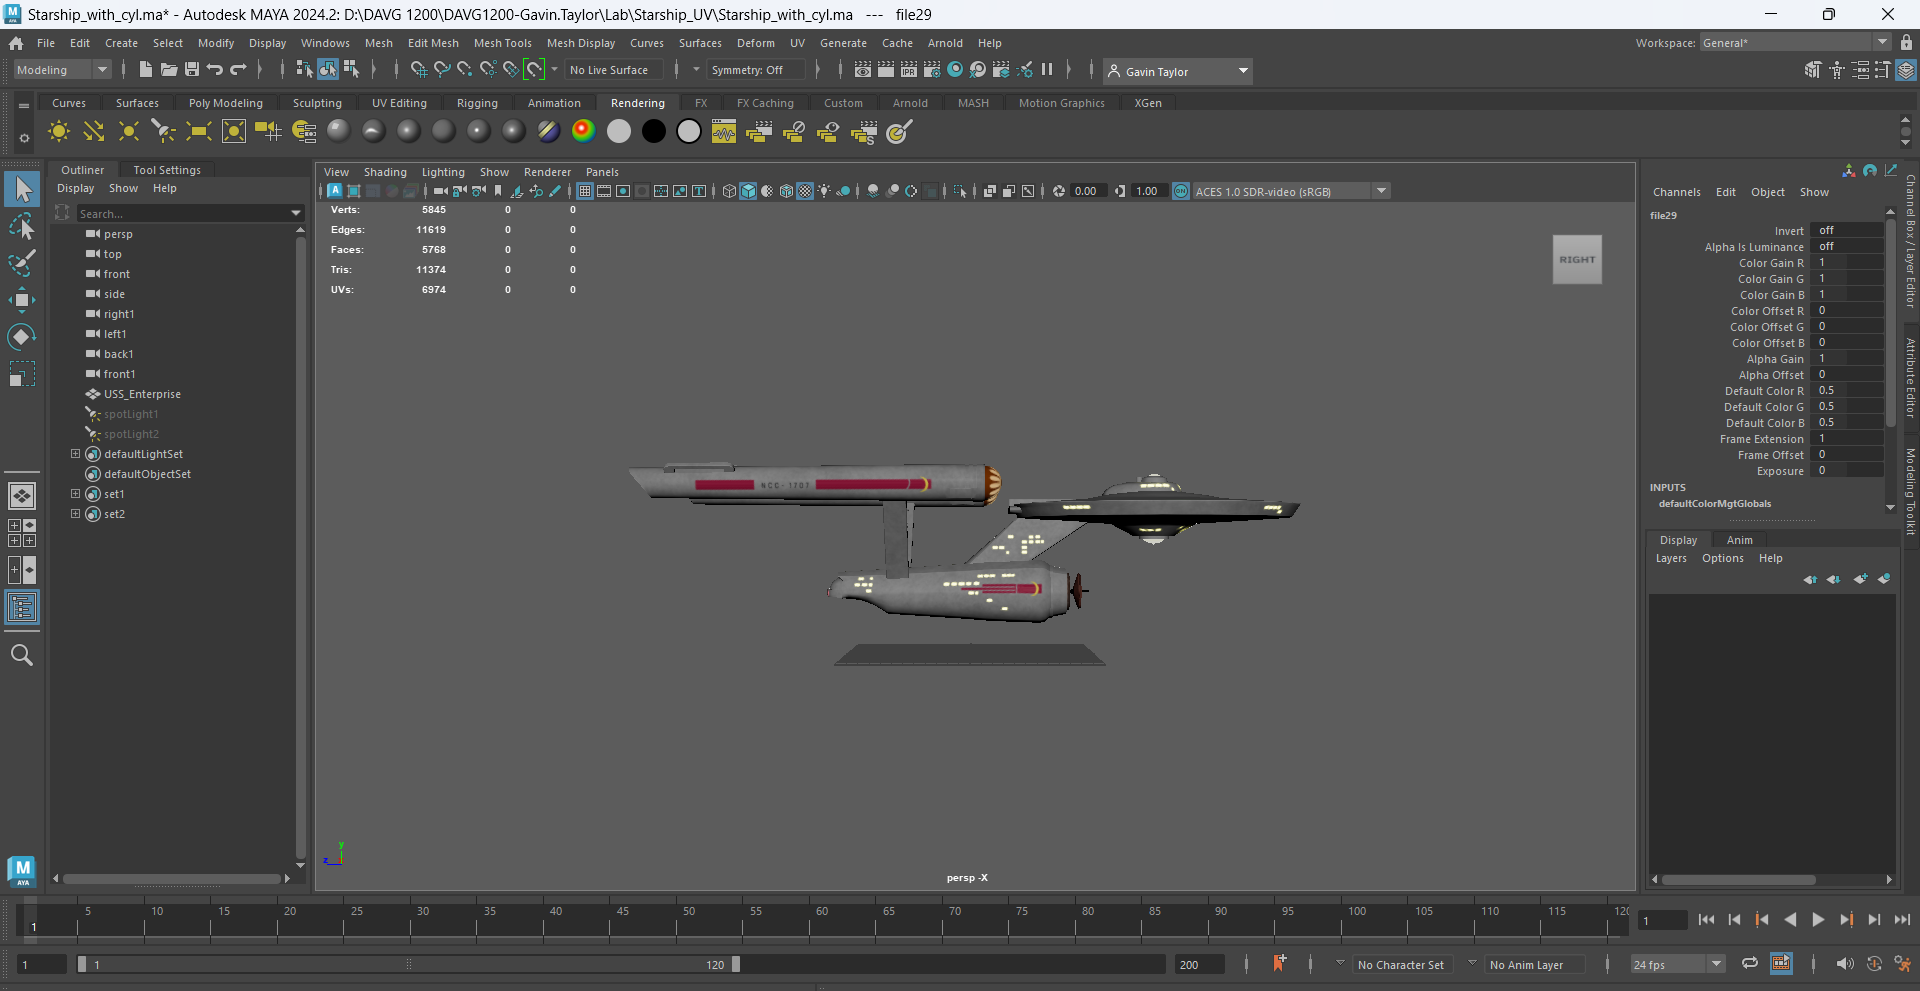 Starship_with_cyl.ma* - Autodesk MAYA 2024.2: D:\DAVG 1200\DAVG1200-Gavin.Taylor\Lab\Starship_UV\Starship_with_cyl.ma --- file29
File Edit Create Select Modify Display Windows Mesh Edit Mesh Mesh Tools Mesh Display Curves Surfaces Deform UV Generate Cache Arnold Help
Workspace: General*
Modeling
No Live Surface
Symmetry: Off
Gavin Taylor
Curves Surfaces Poly Modeling Sculpting UV Editing Rigging Animation Rendering FX FX Caching Custom Arnold MASH Motion Graphics XGen
Outliner Tool Settings
Display Show Help
Search...
persp
top
front
side
right1
left1
back1
front1
USS_Enterprise
spotLight1
spotLight2
defaultLightSet
defaultObjectSet
set1
set2
View Shading Lighting Show Renderer Panels
0.00 1.00 ON ACES 1.0 SDR-video (sRGB)
Verts: 5845 0 0
Edges: 11619 0 0
Faces: 5768 0 0
Tris: 11374 0 0
UVs: 6974 0 0
RIGHT
NCC-1707
y
z
persp -X
Channels Edit Object Show
file29
Invert off
Alpha Is Luminance off
Color Gain R 1
Color Gain G 1
Color Gain B 1
Color Offset R 0
Color Offset G 0
Color Offset B 0
Alpha Gain 1
Alpha Offset 0
Default Color R 0.5
Default Color G 0.5
Default Color B 0.5
Frame Extension 1
Frame Offset 0
Exposure 0
INPUTS
defaultColorMgtGlobals
Display Anim
Layers Options Help
Channel Box / Layer Editor
Attribute Editor
Modeling Toolkit
M
AYA
5 10 15 20 25 30 35 40 45 50 55 60 65 70 75 80 85 90 95 100 105 110 115 120
1
1
1
1 120
200
No Character Set
No Anim Layer
24 fps